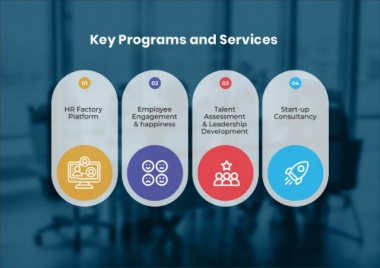 Key Programs and Services
01
HR Factory
Platform
02
Employee
Engagement
& happiness
03
Talent
Assessment
& Leadership
Development
04
Start-up
Consultancy